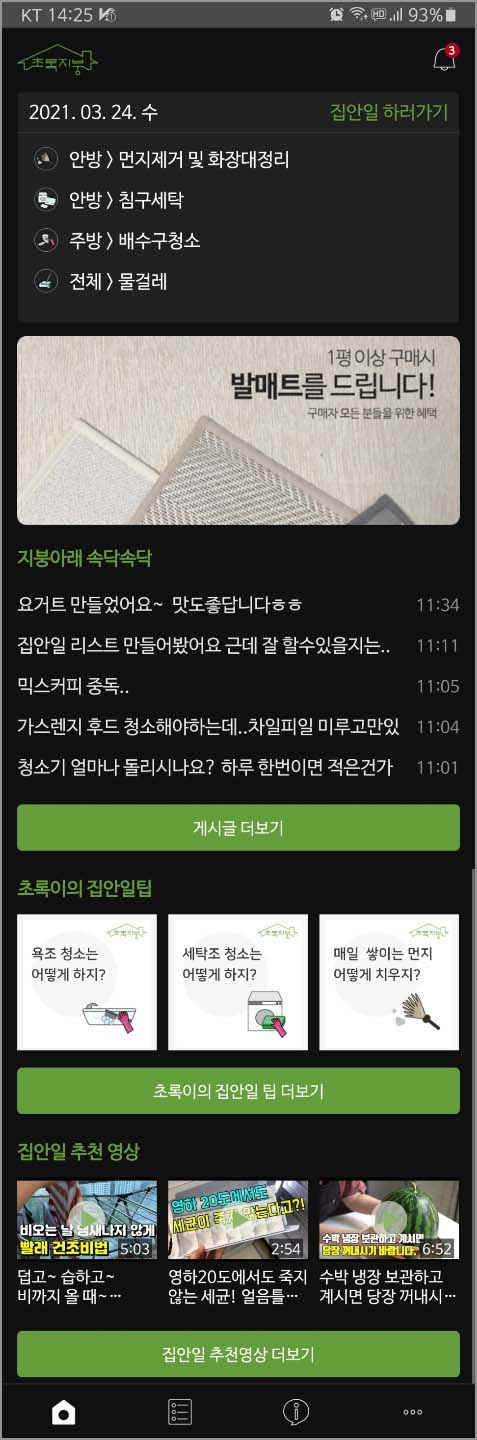 KT 14:25 93%
초록지붕 3
2021. 03. 24. 수 집안일 하러가기
안방 > 먼지제거 및 화장대정리
안방 > 침구세탁
주방 > 배수구청소
전체 > 물걸레
1평 이상 구매시
발매트를 드립니다!
구매자 모든 분들을 위한 혜택
지붕아래 속닥속닥
요거트 만들었어요~ 맛도좋답니다ㅎㅎ 11:34
집안일 리스트 만들어봤어요 근데 잘 할수있을지는.. 11:11
믹스커피 중독.. 11:05
가스렌지 후드 청소해야하는데..차일피일 미루고만있 11:04
청소기 얼마나 돌리시나요? 하루 한번이면 적은건가 11:01
게시글 더보기
초록이의 집안일팁
초록지붕 초록지붕 초록지붕
욕조 청소는 세탁조 청소는 매일 쌓이는 먼지
어떻게 하지? 어떻게 하지? 어떻게 치우지?
초록이의 집안일 팁 더보기
집안일 추천 영상
비오는 날 냄새나지 않게
빨래 건조비법 5:03
영하 20도에서도
세균이 죽지 않는다고?! 2:54
수박 냉장 보관하고 계시면
당장 꺼내시기 바랍니다. 6:52
덥고~ 습하고~ 영하20도에서도 죽지 수박 냉장 보관하고
비까지 올 때~… 않는 세균! 얼음틀… 계시면 당장 꺼내시…
집안일 추천영상 더보기